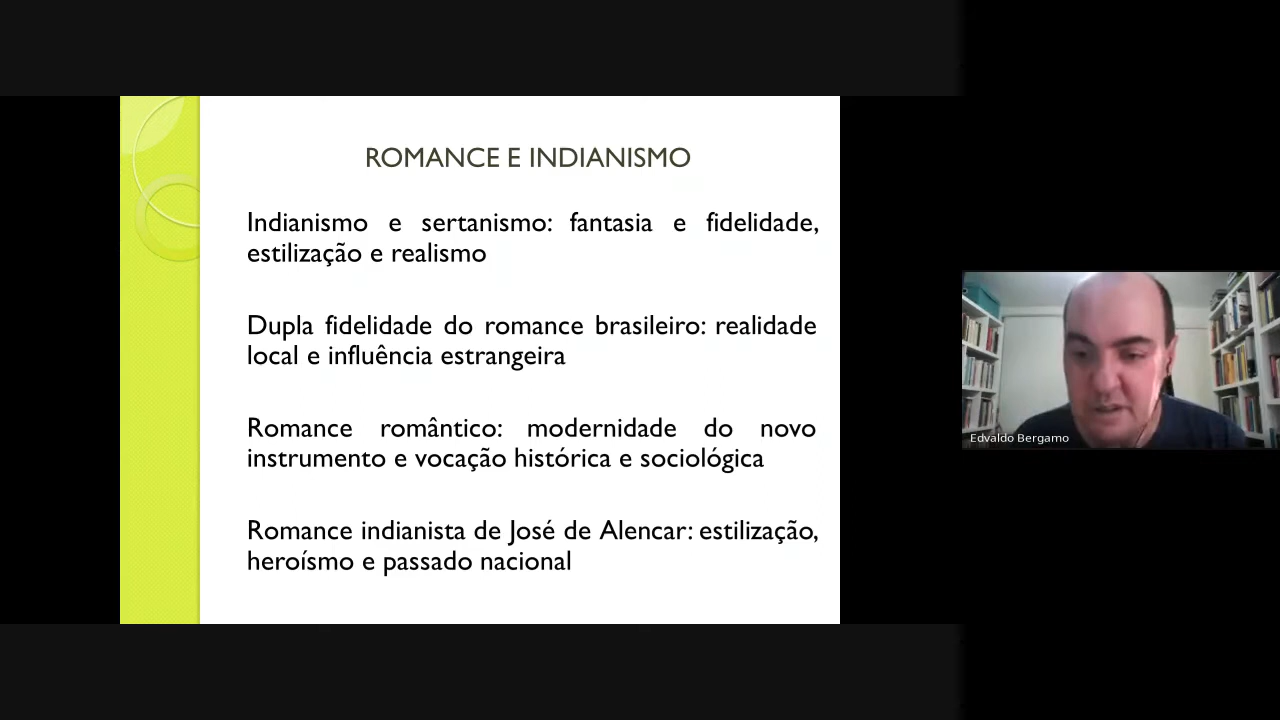 ROMANCE E INDIANISMO
Indianismo e sertanismo: fantasia e fidelidade,
estilização e realismo
Dupla fidelidade do romance brasileiro: realidade
local e influência estrangeira
Romance romântico: modernidade do novo
instrumento e vocação histórica e sociológica
Romance indianista de José de Alencar: estilização,
heroísmo e passado nacional
Edvaldo Bergamo